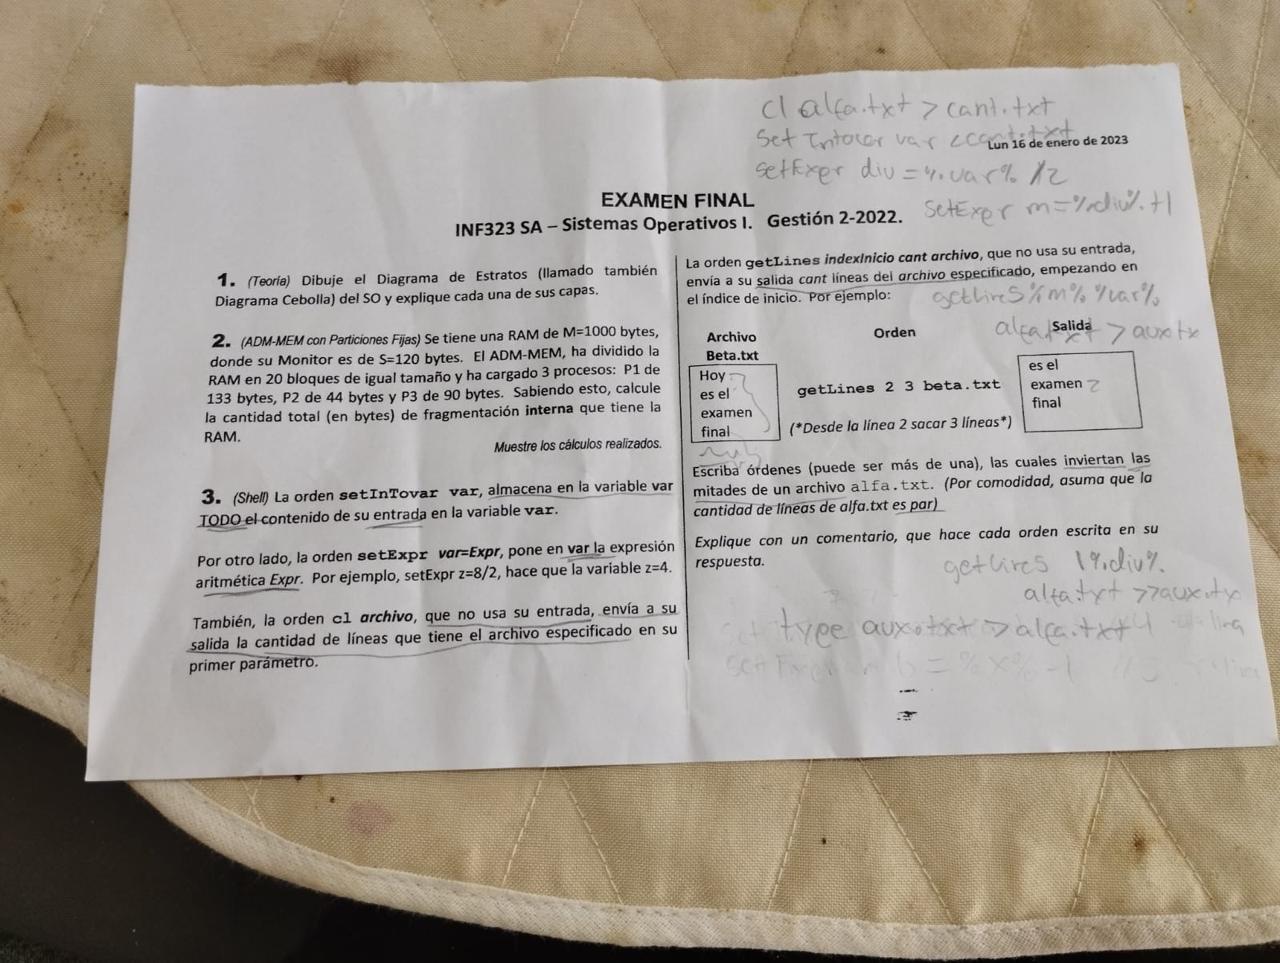 cl alfa.txt > cant.txt
Set Intovar var < cant.txt
Lun 16 de enero de 2023
setExpr div = %var% /2
EXAMEN FINAL
SetExpr m=%div%+1
INF323 SA – Sistemas Operativos I. Gestión 2-2022.
1. (Teoría) Dibuje el Diagrama de Estratos (llamado también
Diagrama Cebolla) del SO y explique cada una de sus capas.
2. (ADM-MEM con Particiones Fijas) Se tiene una RAM de M=1000 bytes,
donde su Monitor es de S=120 bytes. El ADM-MEM, ha dividido la
RAM en 20 bloques de igual tamaño y ha cargado 3 procesos: P1 de
133 bytes, P2 de 44 bytes y P3 de 90 bytes. Sabiendo esto, calcule
la cantidad total (en bytes) de fragmentación interna que tiene la
RAM.
Muestre los cálculos realizados.
3. (Shell) La orden setInTovar var, almacena en la variable var
TODO el contenido de su entrada en la variable var.
Por otro lado, la orden setExpr var=Expr, pone en var la expresión
aritmética Expr. Por ejemplo, setExpr z=8/2, hace que la variable z=4.
También, la orden cl archivo, que no usa su entrada, envía a su
salida la cantidad de líneas que tiene el archivo especificado en su
primer parámetro.
La orden getLines indexInicio cant archivo, que no usa su entrada,
envía a su salida cant líneas del archivo especificado, empezando en
el índice de inicio. Por ejemplo:
getlines %m% %var%
alfa.txt > aux.tx
Archivo
Beta.txt
Orden
Salida
Hoy
es el
examen
final
getLines 2 3 beta.txt
(*Desde la línea 2 sacar 3 líneas*)
es el
examen
final
Escriba órdenes (puede ser más de una), las cuales inviertan las
mitades de un archivo alfa.txt. (Por comodidad, asuma que la
cantidad de líneas de alfa.txt es par)
Explique con un comentario, que hace cada orden escrita en su
respuesta.
getlines 1 %div%
alfa.txt >> aux.tx
type aux.txt > alfa.txt
= %x% -1